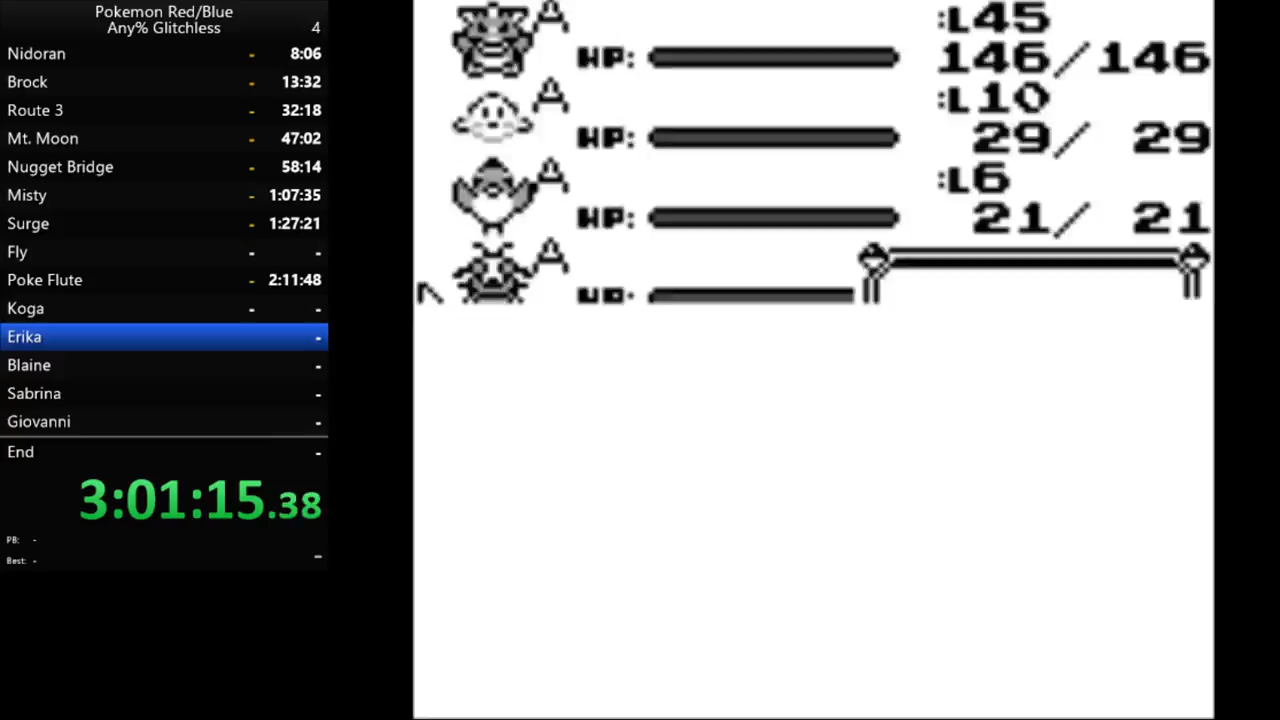 Pokemon Red/Blue
Any% Glitchless 4
Nidoran - 8:06
Brock - 13:32
Route 3 - 32:18
Mt. Moon - 47:02
Nugget Bridge - 58:14
Misty - 1:07:35
Surge - 1:27:21
Fly - -
Poke Flute - 2:11:48
Koga - -
Erika -
Blaine -
Sabrina -
Giovanni -
End -
3:01:15.38
PB: -
Best: - -
A :L45
HP: 146/146
A :L10
HP: 29/ 29
A :L6
HP: 21/ 21
A